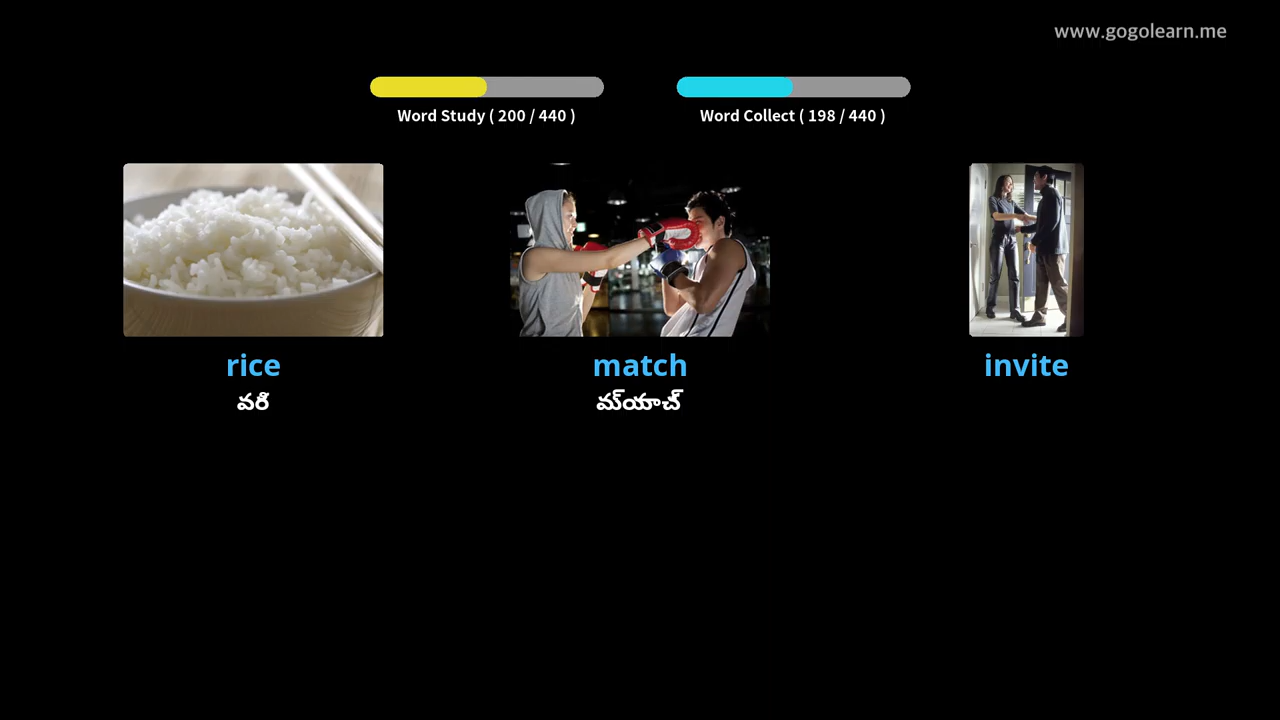 www.gogolearn.me
Word Study ( 200 / 440 )
Word Collect ( 198 / 440 )
rice
match
invite
వరి
మ్యాచ్